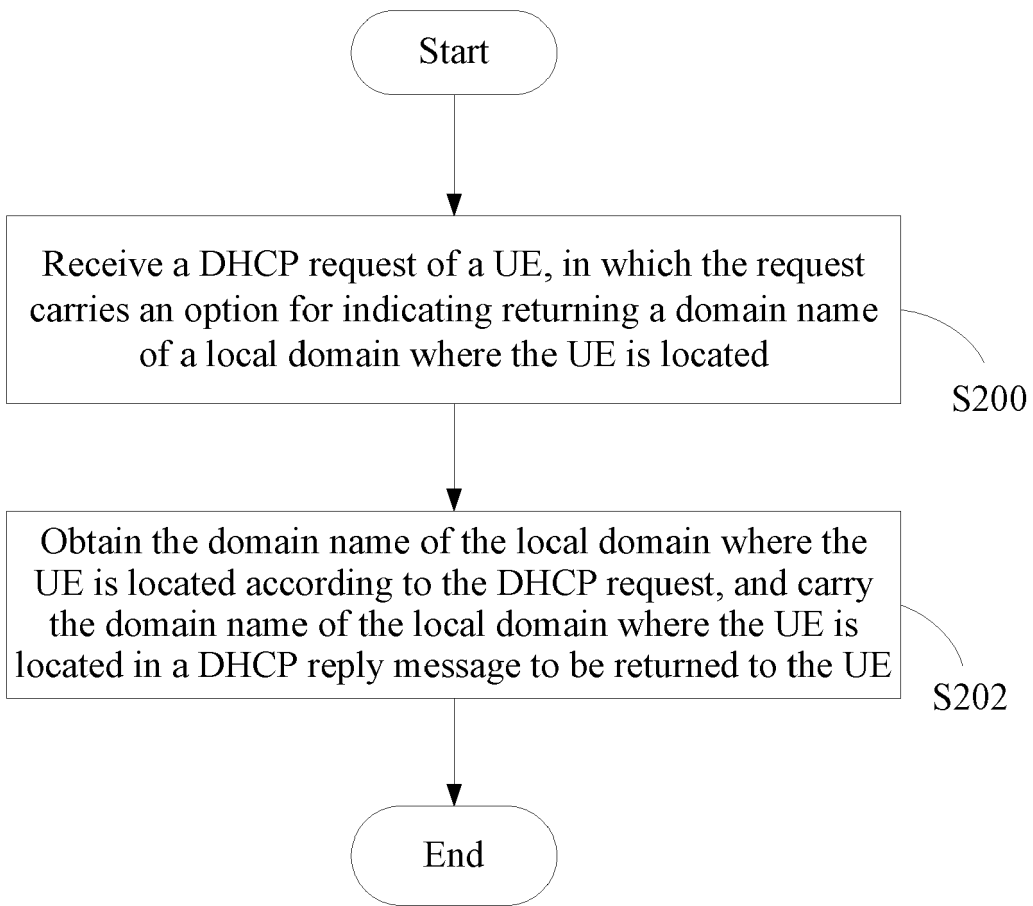 Start
Receive a DHCP request of a UE, in which the request
carries an option for indicating returning a domain name
of a local domain where the UE is located
S200
Obtain the domain name of the local domain where the
UE is located according to the DHCP request, and carry
the domain name of the local domain where the UE is
located in a DHCP reply message to be returned to the UE
S202
End